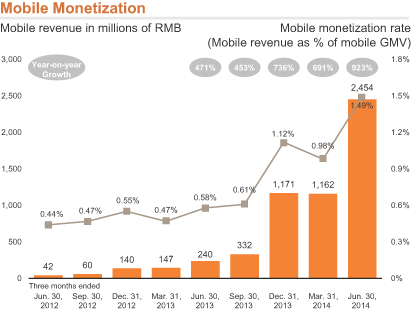 Mobile Monetization
Mobile revenue in millions of RMB
Mobile monetization rate
(Mobile revenue as % of mobile GMV)
3,000
1.8%
Year-on-year
Growth
471%
453%
736%
691%
923%
2,500
1.5%
2,454
1.49%
2,000
1.2%
1.12%
0.98%
1,500
0.9%
1,171
1,162
0.44%
0.47%
0.55%
0.47%
0.58%
0.61%
1,000
0.6%
500
0.3%
42
60
140
147
240
332
0
0%
Three months ended
Jun. 30,
2012
Sep. 30,
2012
Dec. 31,
2012
Mar. 31,
2013
Jun. 30,
2013
Sep. 30,
2013
Dec. 31,
2013
Mar. 31,
2014
Jun. 30,
2014